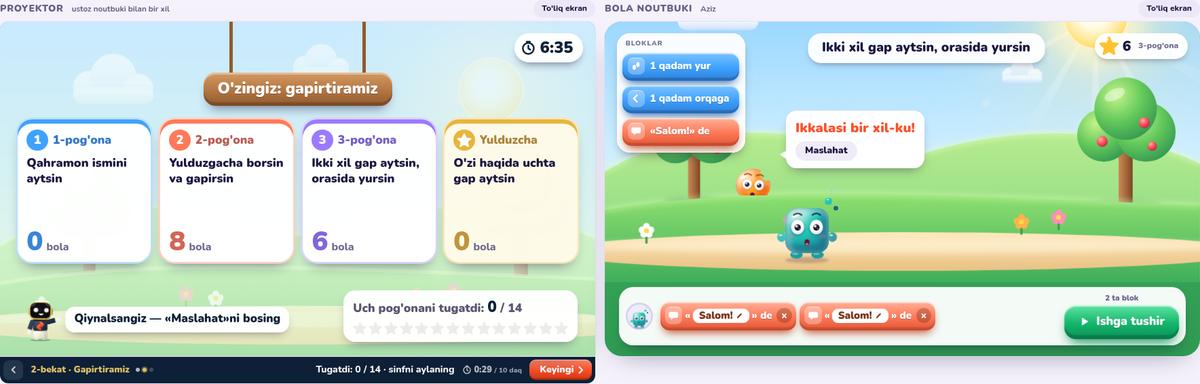 PROYEKTOR ustoz noutbuki bilan bir xil
To'liq ekran
6:35
O'zingiz: gapirtiramiz
1 1-pog'ona
Qahramon ismini
aytsin
0 bola
2 2-pog'ona
Yulduzgacha borsin
va gapirsin
8 bola
3 3-pog'ona
Ikki xil gap aytsin,
orasida yursin
6 bola
Yulduzcha
O'zi haqida uchta
gap aytsin
0 bola
Qiynalsangiz — «Maslahat»ni bosing
Uch pog'onani tugatdi: 0 / 14
2-bekat · Gapirtiramiz
Tugatdi: 0 / 14 · sinfni aylaning
0:29 / 10 daq
Keyingi
BOLA NOUTBUKI Aziz
To'liq ekran
BLOKLAR
1 qadam yur
1 qadam orqaga
«Salom!» de
Ikki xil gap aytsin, orasida yursin
6 3-pog'ona
Ikkalasi bir xil-ku!
Maslahat
« Salom! » de
« Salom! » de
2 ta blok
Ishga tushir